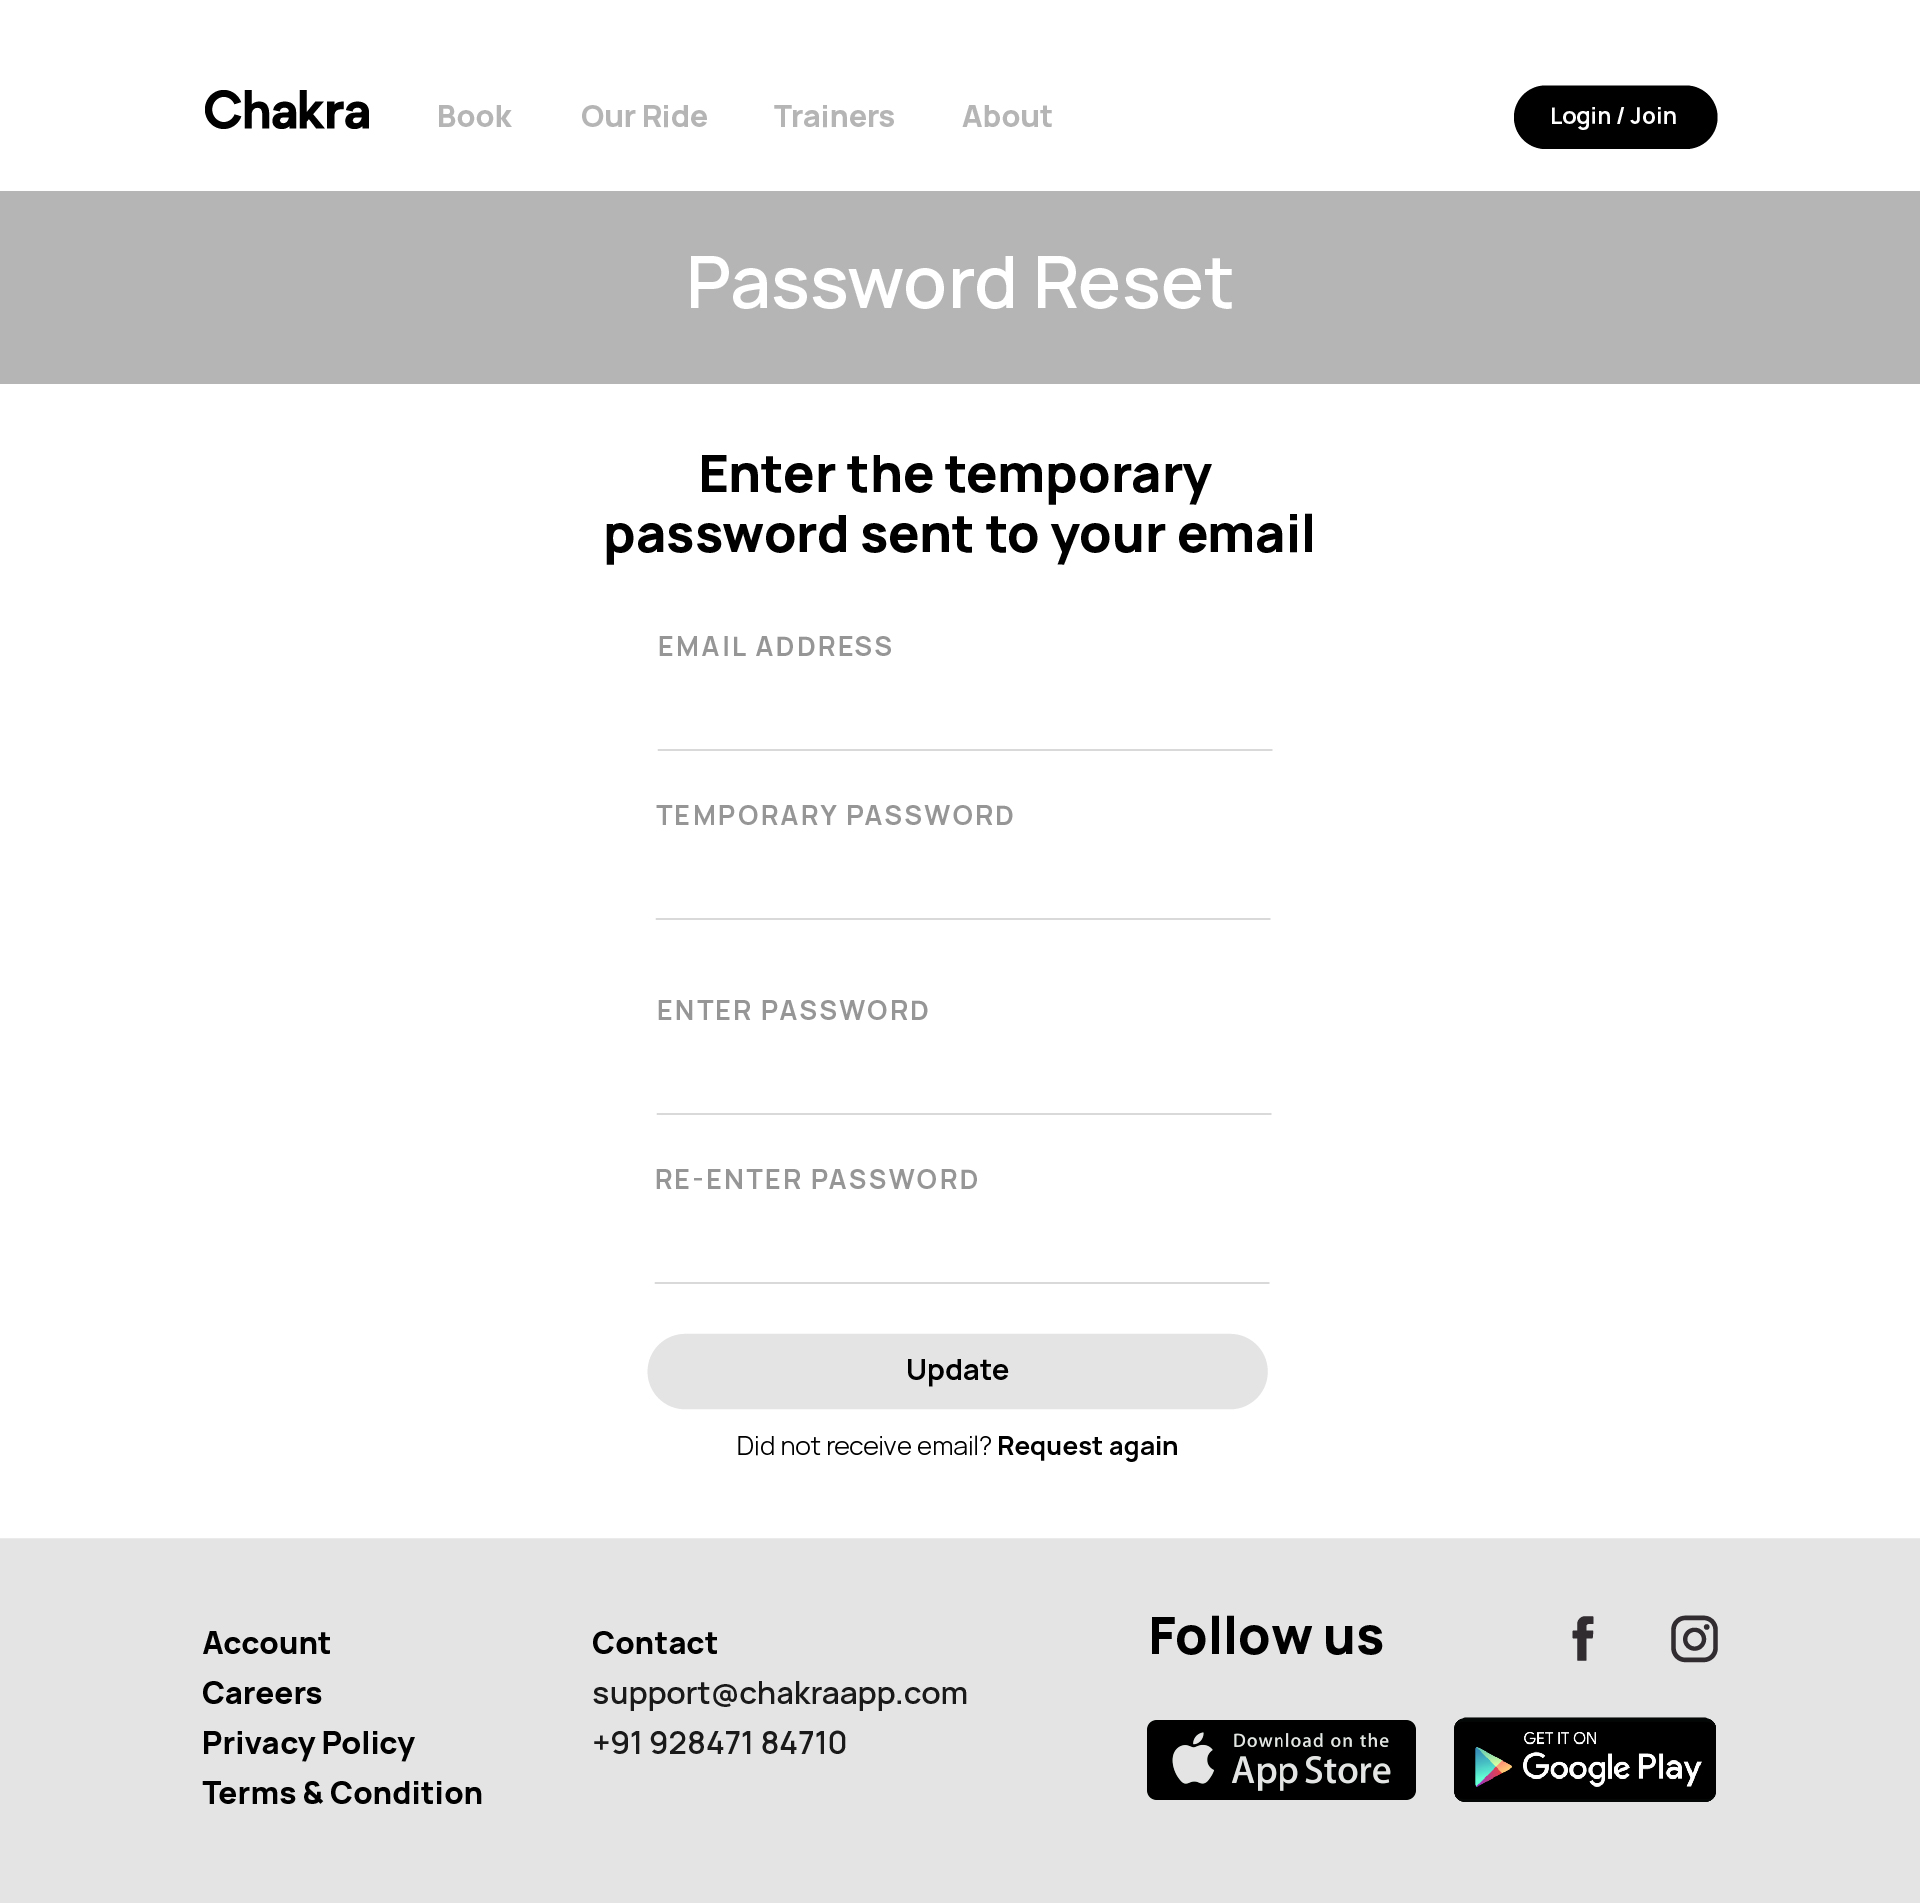 Chakra
Book
Our Ride
Trainers
About
Login / Join
Password Reset
Enter the temporary
password sent to your email
EMAIL ADDRESS
TEMPORARY PASSWORD
ENTER PASSWORD
RE-ENTER PASSWORD
Update
Did not receive email? Request again
Account
Careers
Privacy Policy
Terms & Condition
Contact
support@chakraapp.com
+91 928471 84710
Follow us
Download on the
App Store
GET IT ON
Google Play